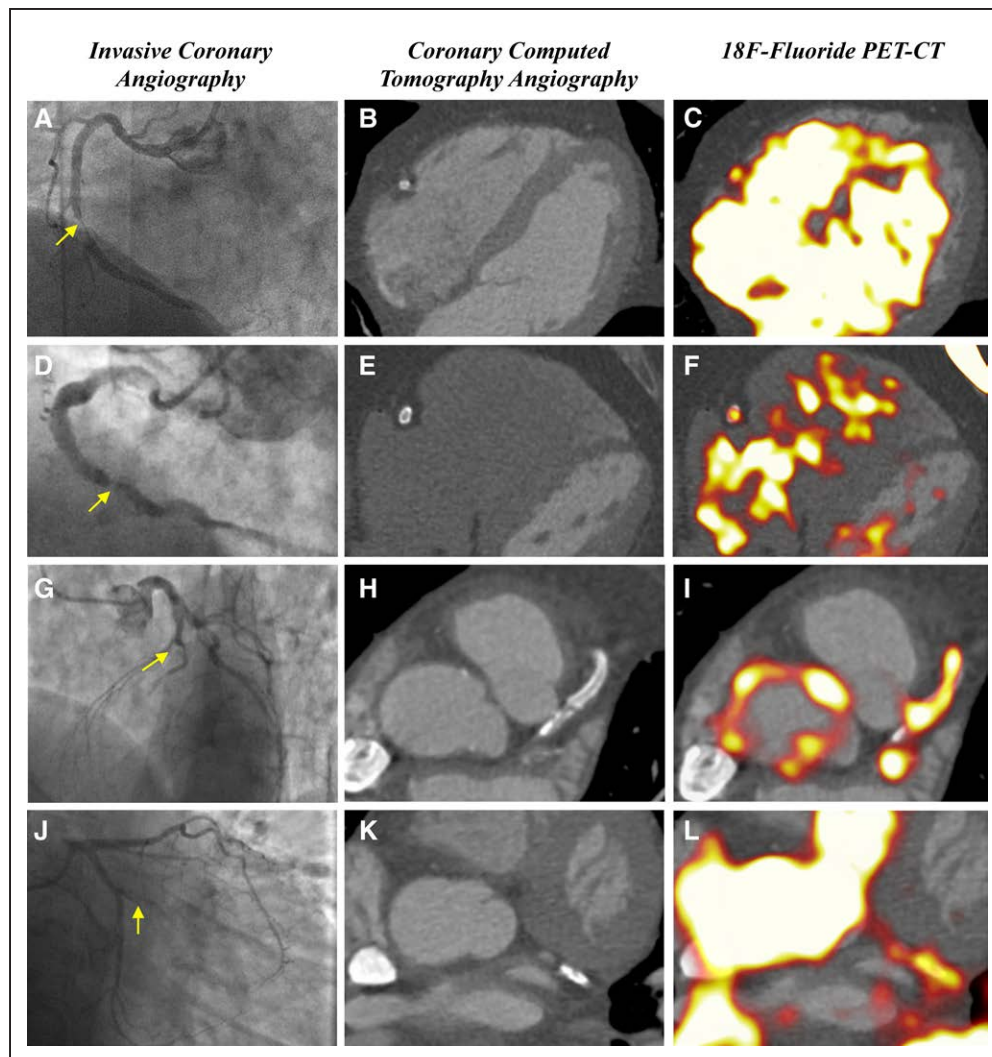 Invasive Coronary
Angiography
Coronary Computed
Tomography Angiography
18F-Fluoride PET-CT
A
B
C
D
E
F
G
H
I
J
K
L